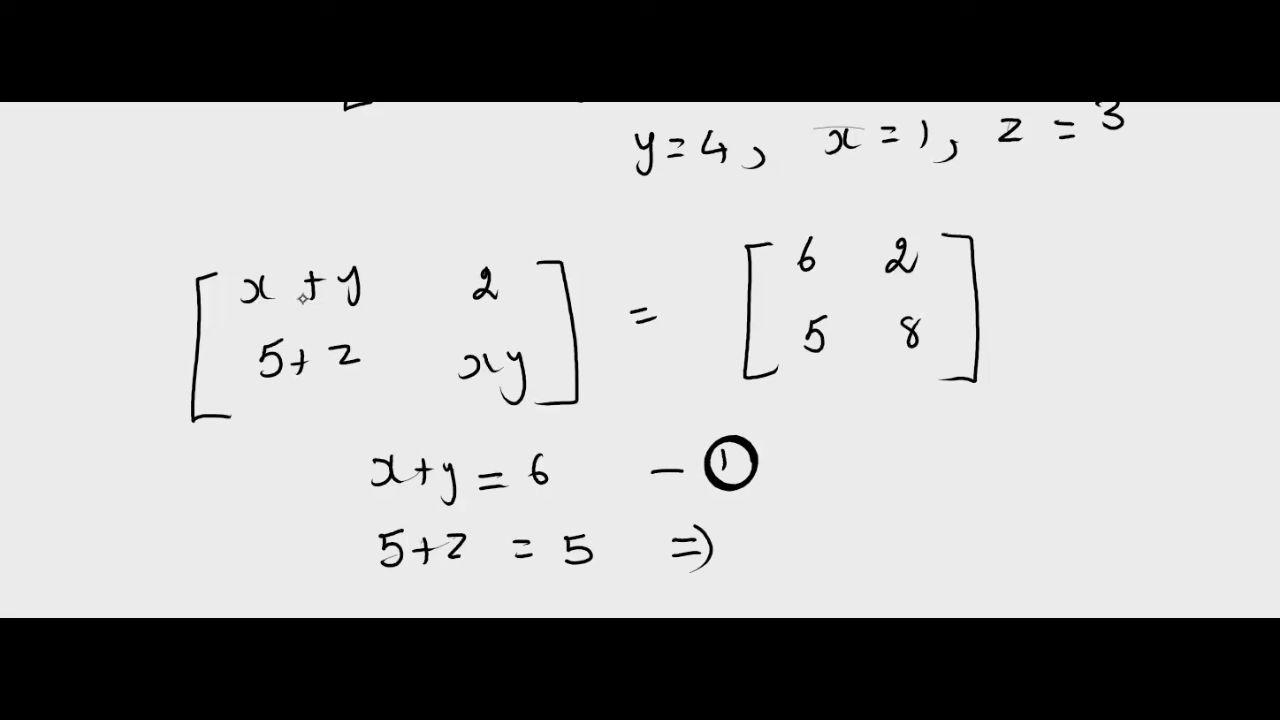 y = 4, x = 1, z = 3
[ x + y 2 ] = [ 6 2 ]
[ 5 + z xy ] [ 5 8 ]
x + y = 6 — ①
5 + z = 5 ⇒